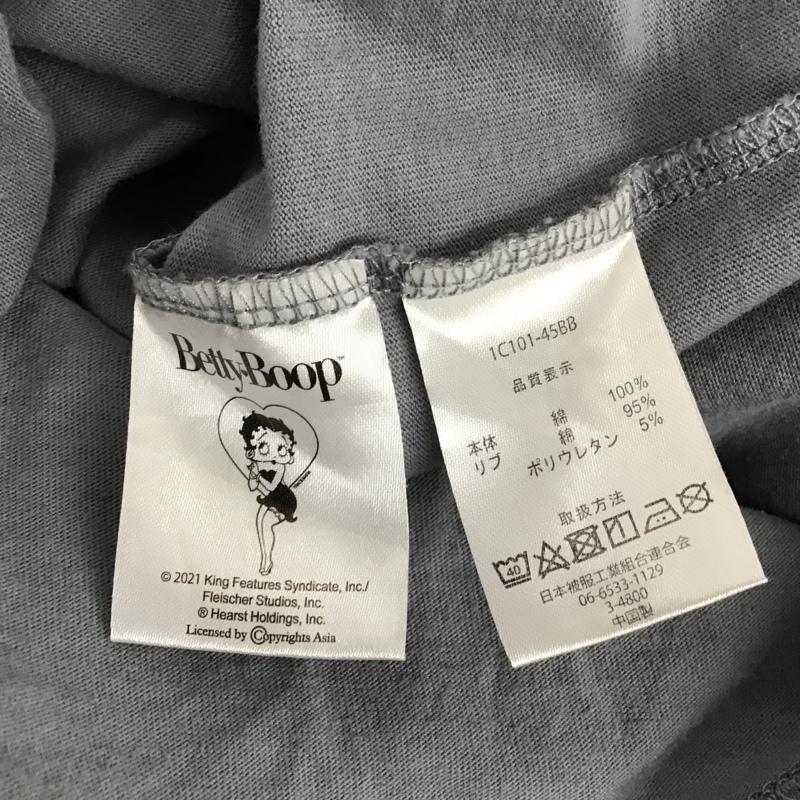 Betty Boop™
© 2021 King Features Syndicate, Inc./
Fleischer Studios, Inc.
® Hearst Holdings, Inc.
Licensed by Ⓒopyrights Asia
1C101-45BB
品質表示
本体 綿 100%
リブ 綿 95%
ポリウレタン 5%
取扱方法
40
日本被服工業組合連合会
06-6533-1129
3-4800
中国製